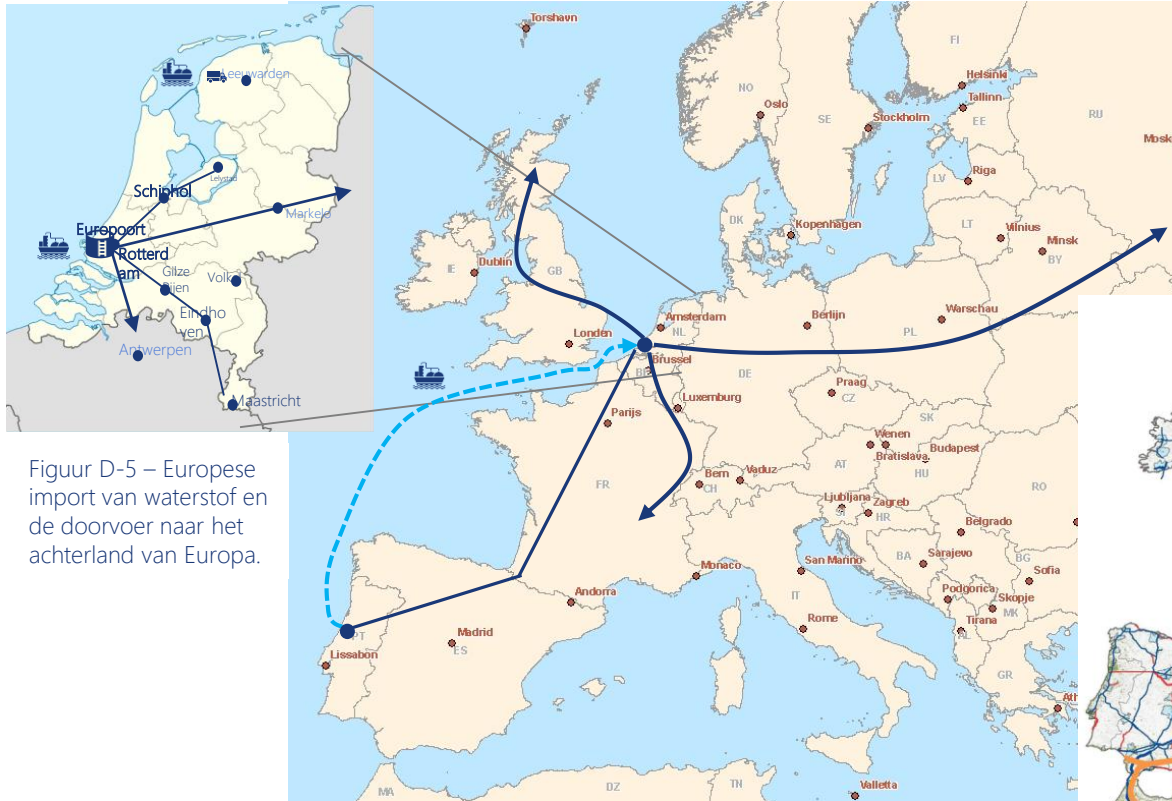 Leeuwarden
Lelystad
Schiphol
Markelo
Europoort
Rotterd
am
Gilze
Rijen
Volkel
Eindho
ven
Antwerpen
Maastricht
Figuur D-5 – Europese
import van waterstof en
de doorvoer naar het
achterland van Europa.
Torshavn
FI
NO
Helsinki
Oslo
Tallinn
SE
Stockholm
EE
RU
Mosk
Riga
LV
DK
Kopenhagen
LT
Vilnius
Minsk
BY
Dublin
IE
GB
Amsterdam
NL
Berlijn
Warschau
PL
Londen
Brussel
BE
DE
Luxemburg
Praag
CZ
Parijs
SK
Wenen
Bratislava
Budapest
AT
HU
FR
Bern
CH
Vaduz
RO
Ljubljana
SI
Zagreb
HR
Belgrado
San Marino
BA
Sarajevo
BG
Sofia
Monaco
Andorra
IT
Podgorica
Skopje
MK
Tirana
AL
Rome
PT
Madrid
ES
Lissabon
GR
Ath
MA
DZ
TN
Valletta